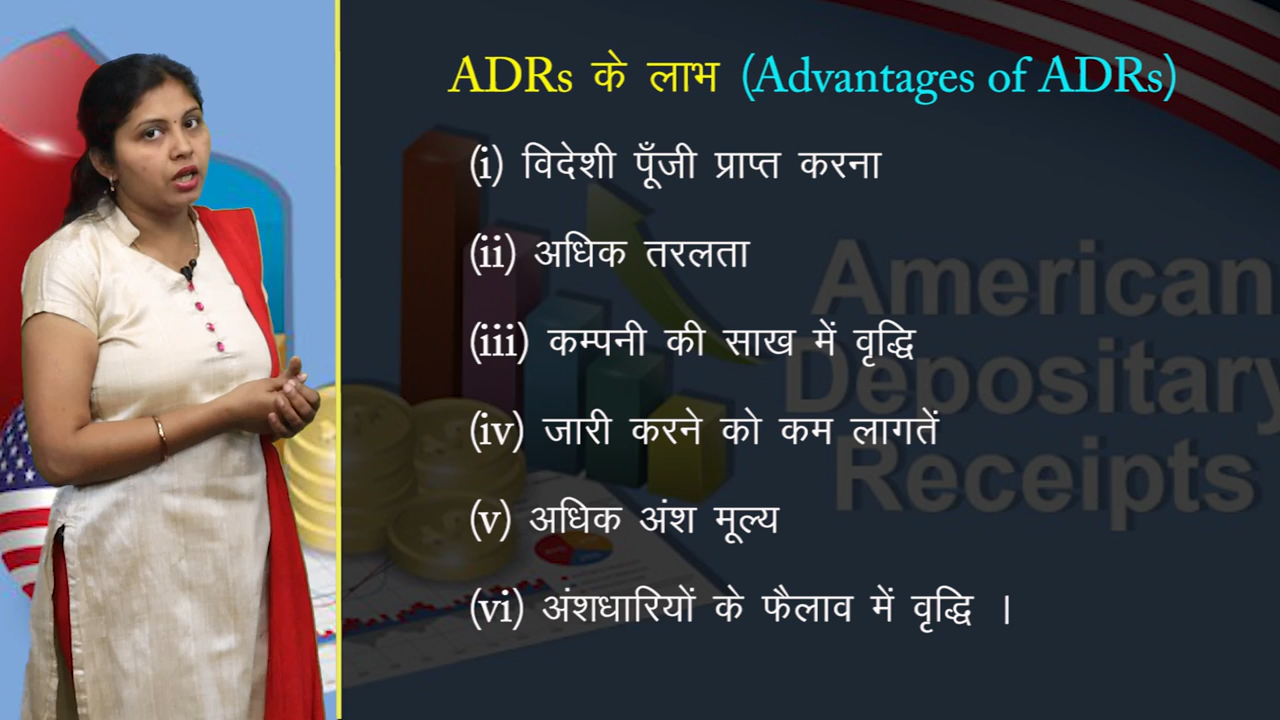 ADRs के लाभ (Advantages of ADRs)
(i) विदेशी पूँजी प्राप्त करना
(ii) अधिक तरलता
(iii) कम्पनी की साख में वृद्धि
(iv) जारी करने को कम लागतें
(v) अधिक अंश मूल्य
(vi) अंशधारियों के फैलाव में वृद्धि ।
American
Depositary
Receipts